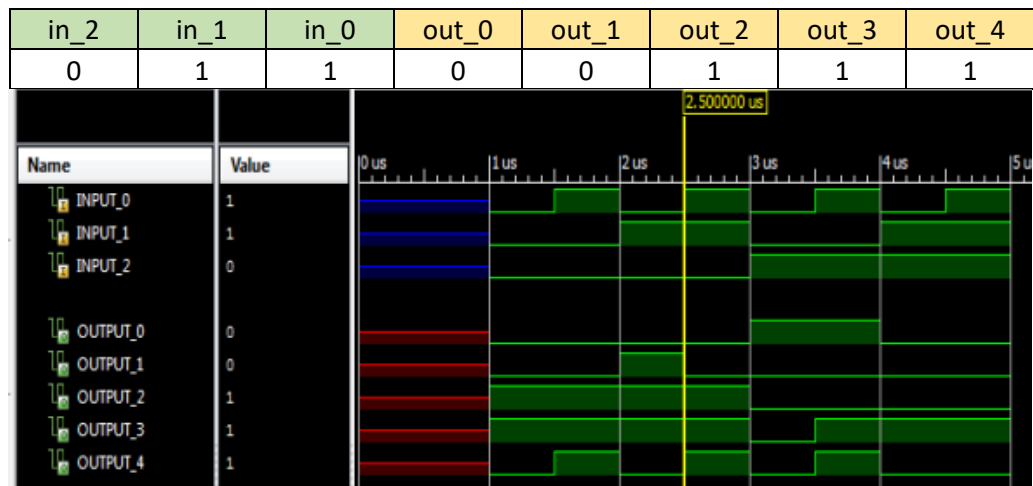 in_2 in_1 in_0 out_0 out_1 out_2 out_3 out_4
0 1 1 0 0 1 1 1
2.500000 us
Name Value 0 us 1 us 2 us 3 us 4 us 5 u
INPUT_0 1
INPUT_1 1
INPUT_2 0
OUTPUT_0 0
OUTPUT_1 0
OUTPUT_2 1
OUTPUT_3 1
OUTPUT_4 1